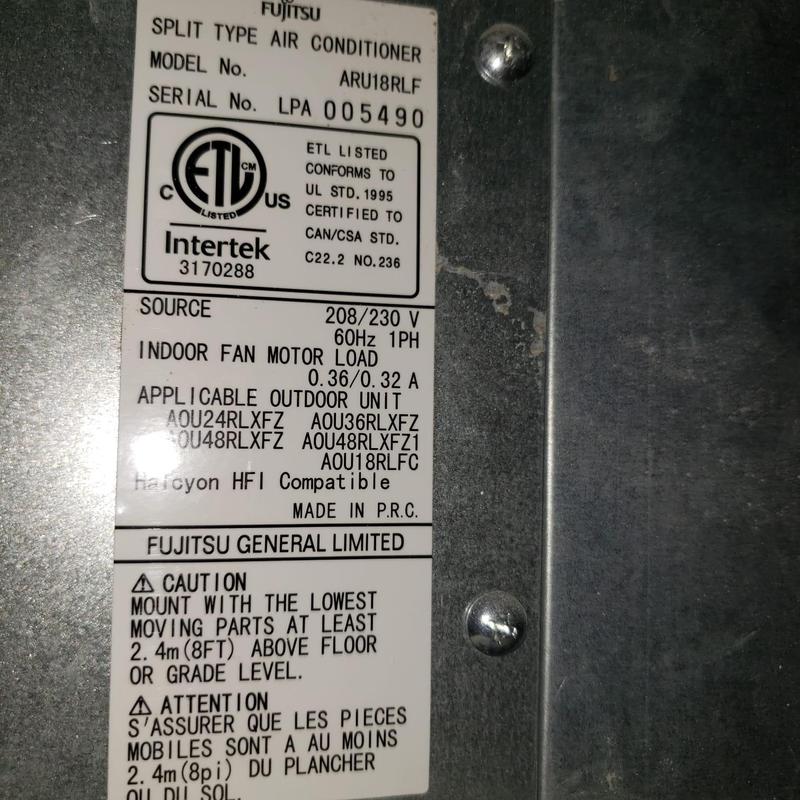 FUJITSU
SPLIT TYPE AIR CONDITIONER
MODEL No. ARU18RLF
SERIAL No. LPA 005490
ETL CM
C US
LISTED
Intertek
3170288
ETL LISTED
CONFORMS TO
UL STD. 1995
CERTIFIED TO
CAN/CSA STD.
C22.2 NO.236
SOURCE 208/230 V
60Hz 1PH
INDOOR FAN MOTOR LOAD
0.36/0.32 A
APPLICABLE OUTDOOR UNIT
AOU24RLXFZ AOU36RLXFZ
AOU48RLXFZ AOU48RLXFZ1
AOU18RLFC
Halcyon HFI Compatible
MADE IN P.R.C.
FUJITSU GENERAL LIMITED
⚠ CAUTION
MOUNT WITH THE LOWEST
MOVING PARTS AT LEAST
2.4m(8FT) ABOVE FLOOR
OR GRADE LEVEL.
⚠ ATTENTION
S'ASSURER QUE LES PIECES
MOBILES SONT A AU MOINS
2.4m(8pi) DU PLANCHER
OU DU SOL.